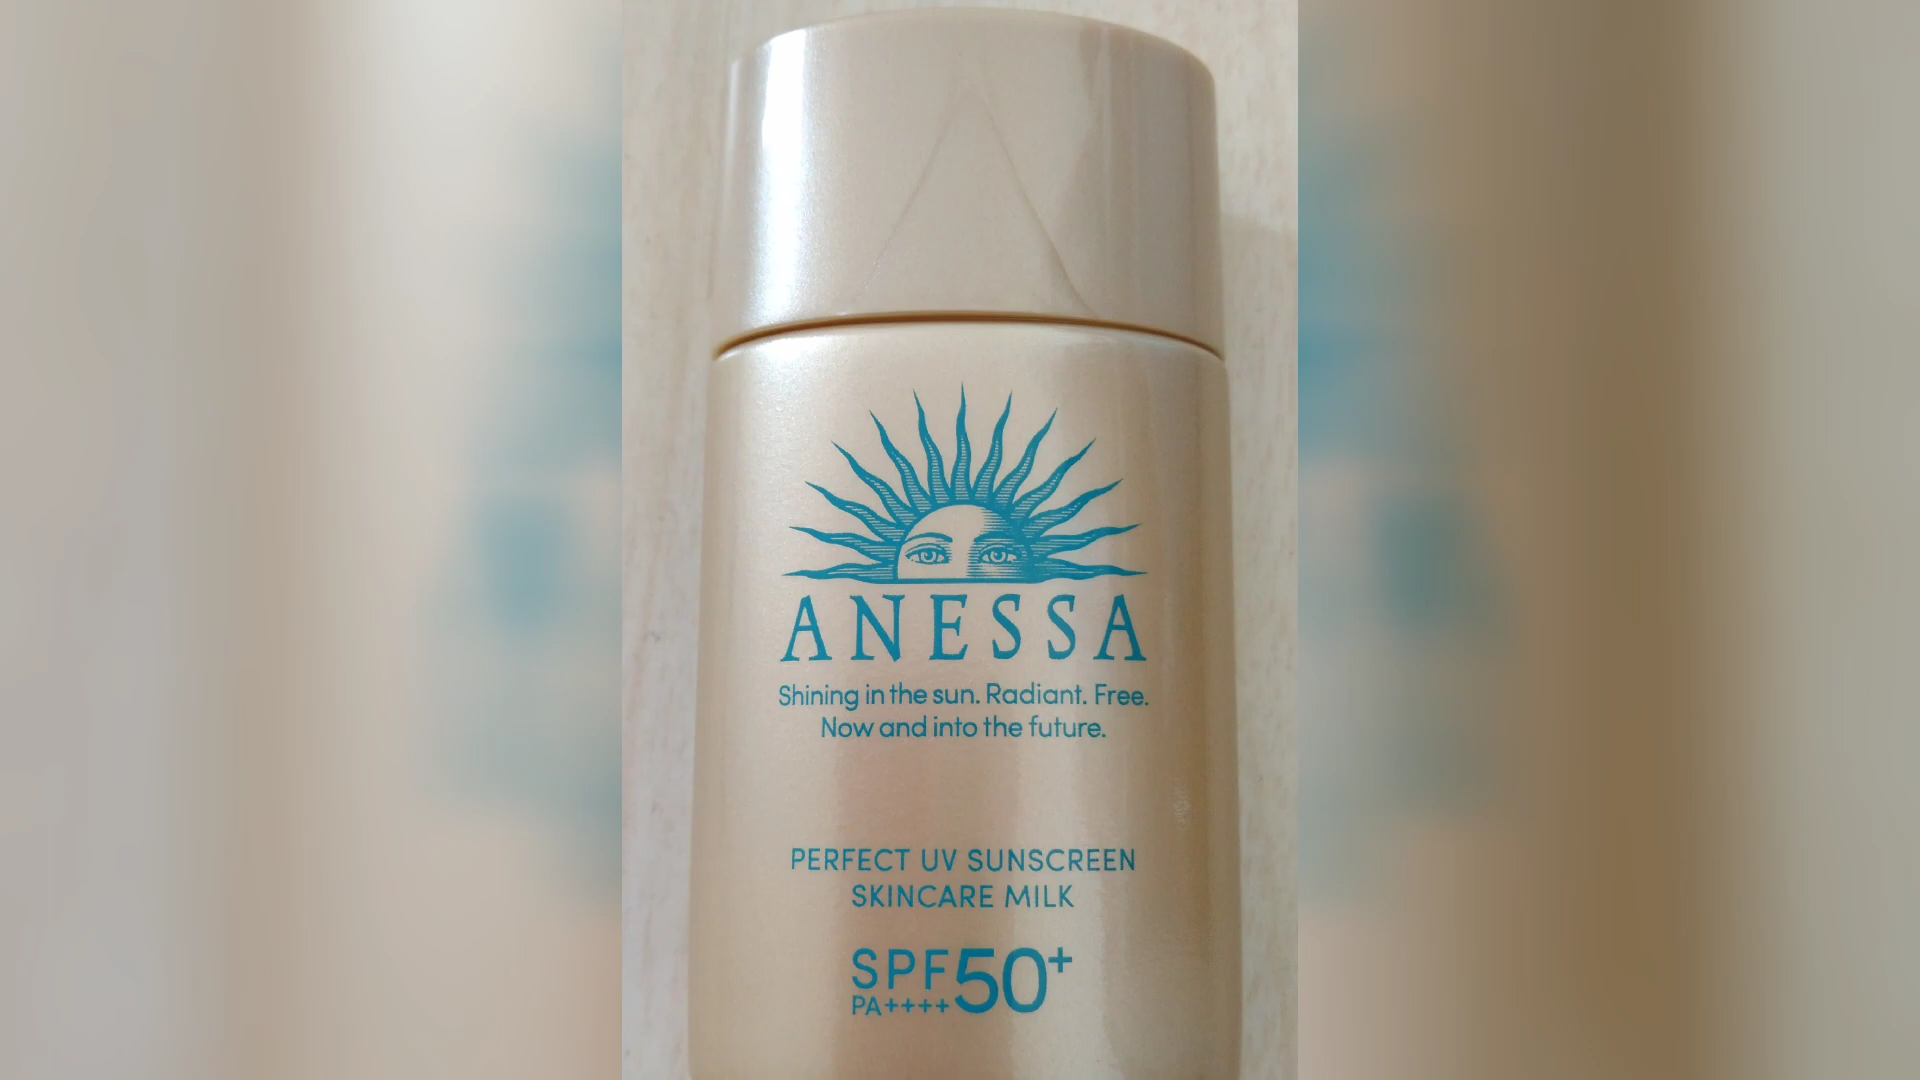 ANESSA
Shining in the sun. Radiant. Free.
Now and into the future.
PERFECT UV SUNSCREEN
SKINCARE MILK
SPF50+
PA++++